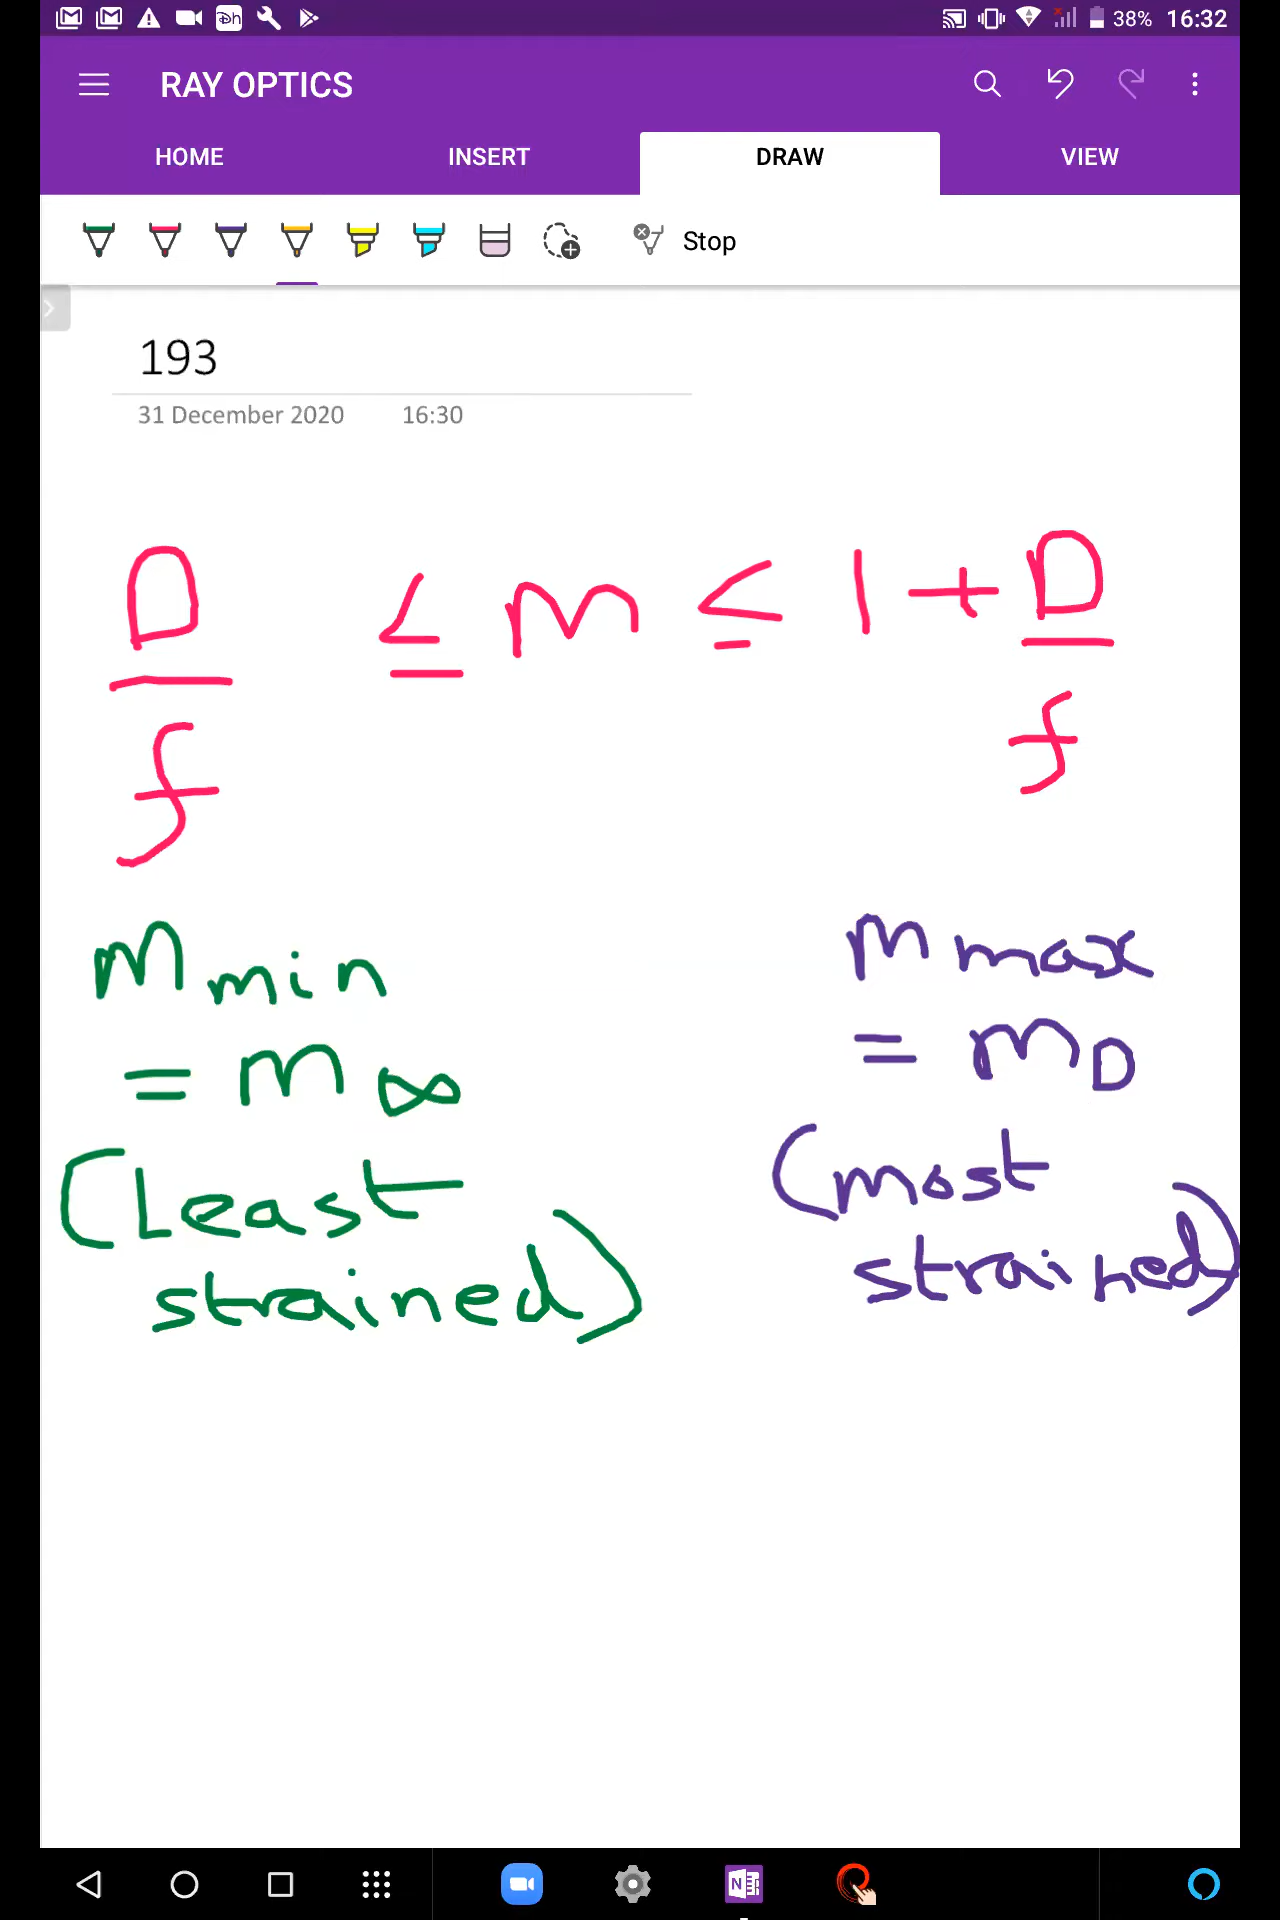 38% 16:32
RAY OPTICS
HOME INSERT DRAW VIEW
Stop
193
31 December 2020 16:30
D/f ≤ m ≤ 1 + D/f
m min
= m ∞
(Least
strained)
m max
= m D
(most
strained)